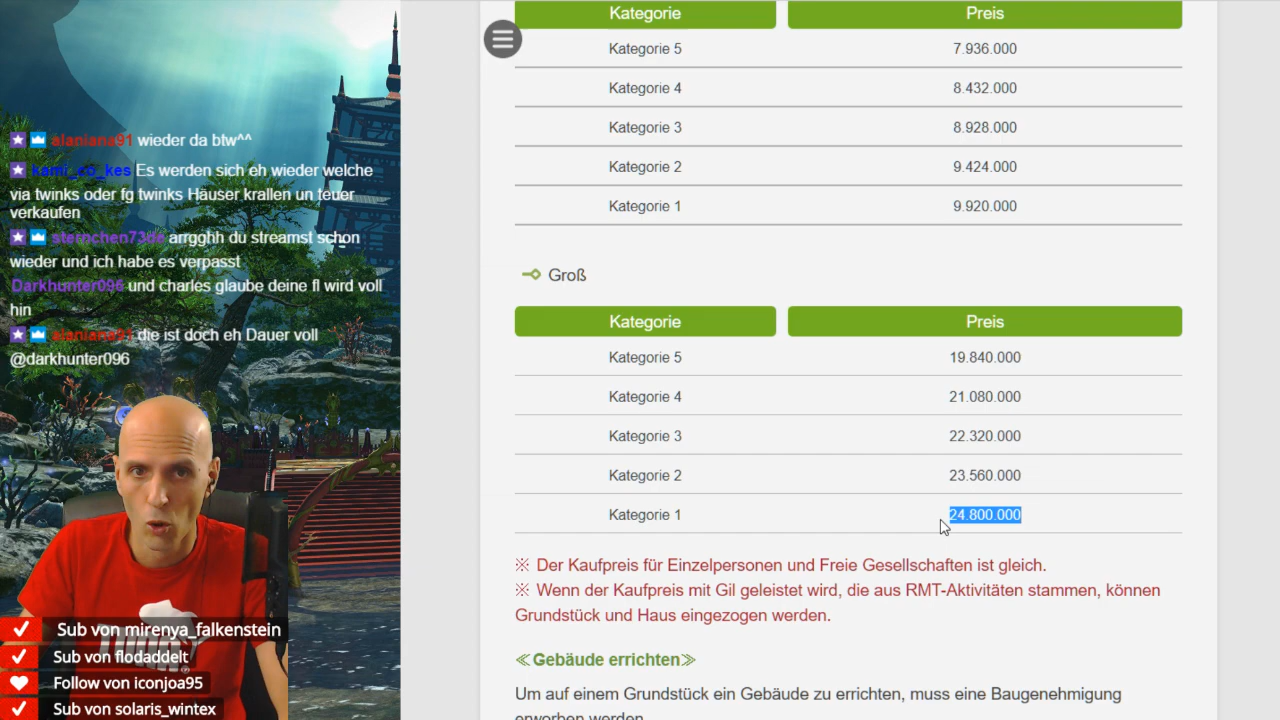 alaniana91 wieder da btw^^
kami_co_kes Es werden sich eh wieder welche
via twinks oder fg twinks Häuser krallen un teuer
verkaufen
sternchen73de arrgghh du streamst schon
wieder und ich habe es verpasst
Darkhunter096 und charles glaube deine fl wird voll
hin
alaniana91 die ist doch eh Dauer voll
@darkhunter096
Sub von mirenya_falkenstein
Sub von flodaddelt
Follow von iconjoa95
Sub von solaris_wintex
Kategorie Preis
Kategorie 5 7.936.000
Kategorie 4 8.432.000
Kategorie 3 8.928.000
Kategorie 2 9.424.000
Kategorie 1 9.920.000
Groß
Kategorie Preis
Kategorie 5 19.840.000
Kategorie 4 21.080.000
Kategorie 3 22.320.000
Kategorie 2 23.560.000
Kategorie 1 24.800.000
※ Der Kaufpreis für Einzelpersonen und Freie Gesellschaften ist gleich.
※ Wenn der Kaufpreis mit Gil geleistet wird, die aus RMT-Aktivitäten stammen, können
Grundstück und Haus eingezogen werden.
≪Gebäude errichten≫
Um auf einem Grundstück ein Gebäude zu errichten, muss eine Baugenehmigung
erworben werden.